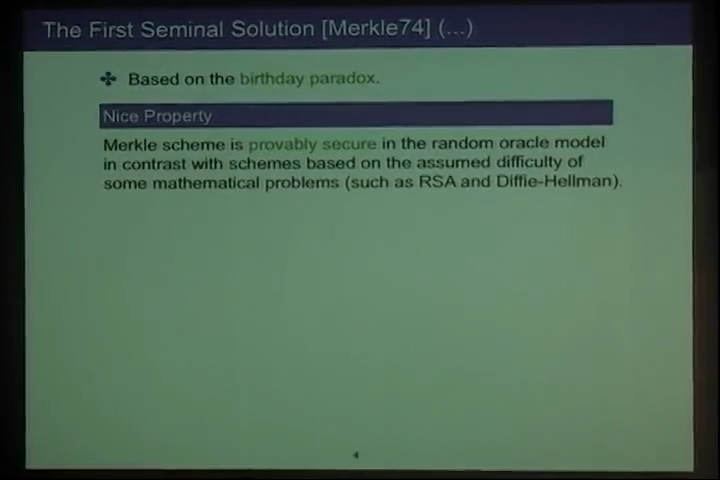 The First Seminal Solution [Merkle74] (...)
Based on the birthday paradox.
Nice Property
Merkle scheme is provably secure in the random oracle model
in contrast with schemes based on the assumed difficulty of
some mathematical problems (such as RSA and Diffie-Hellman).
4